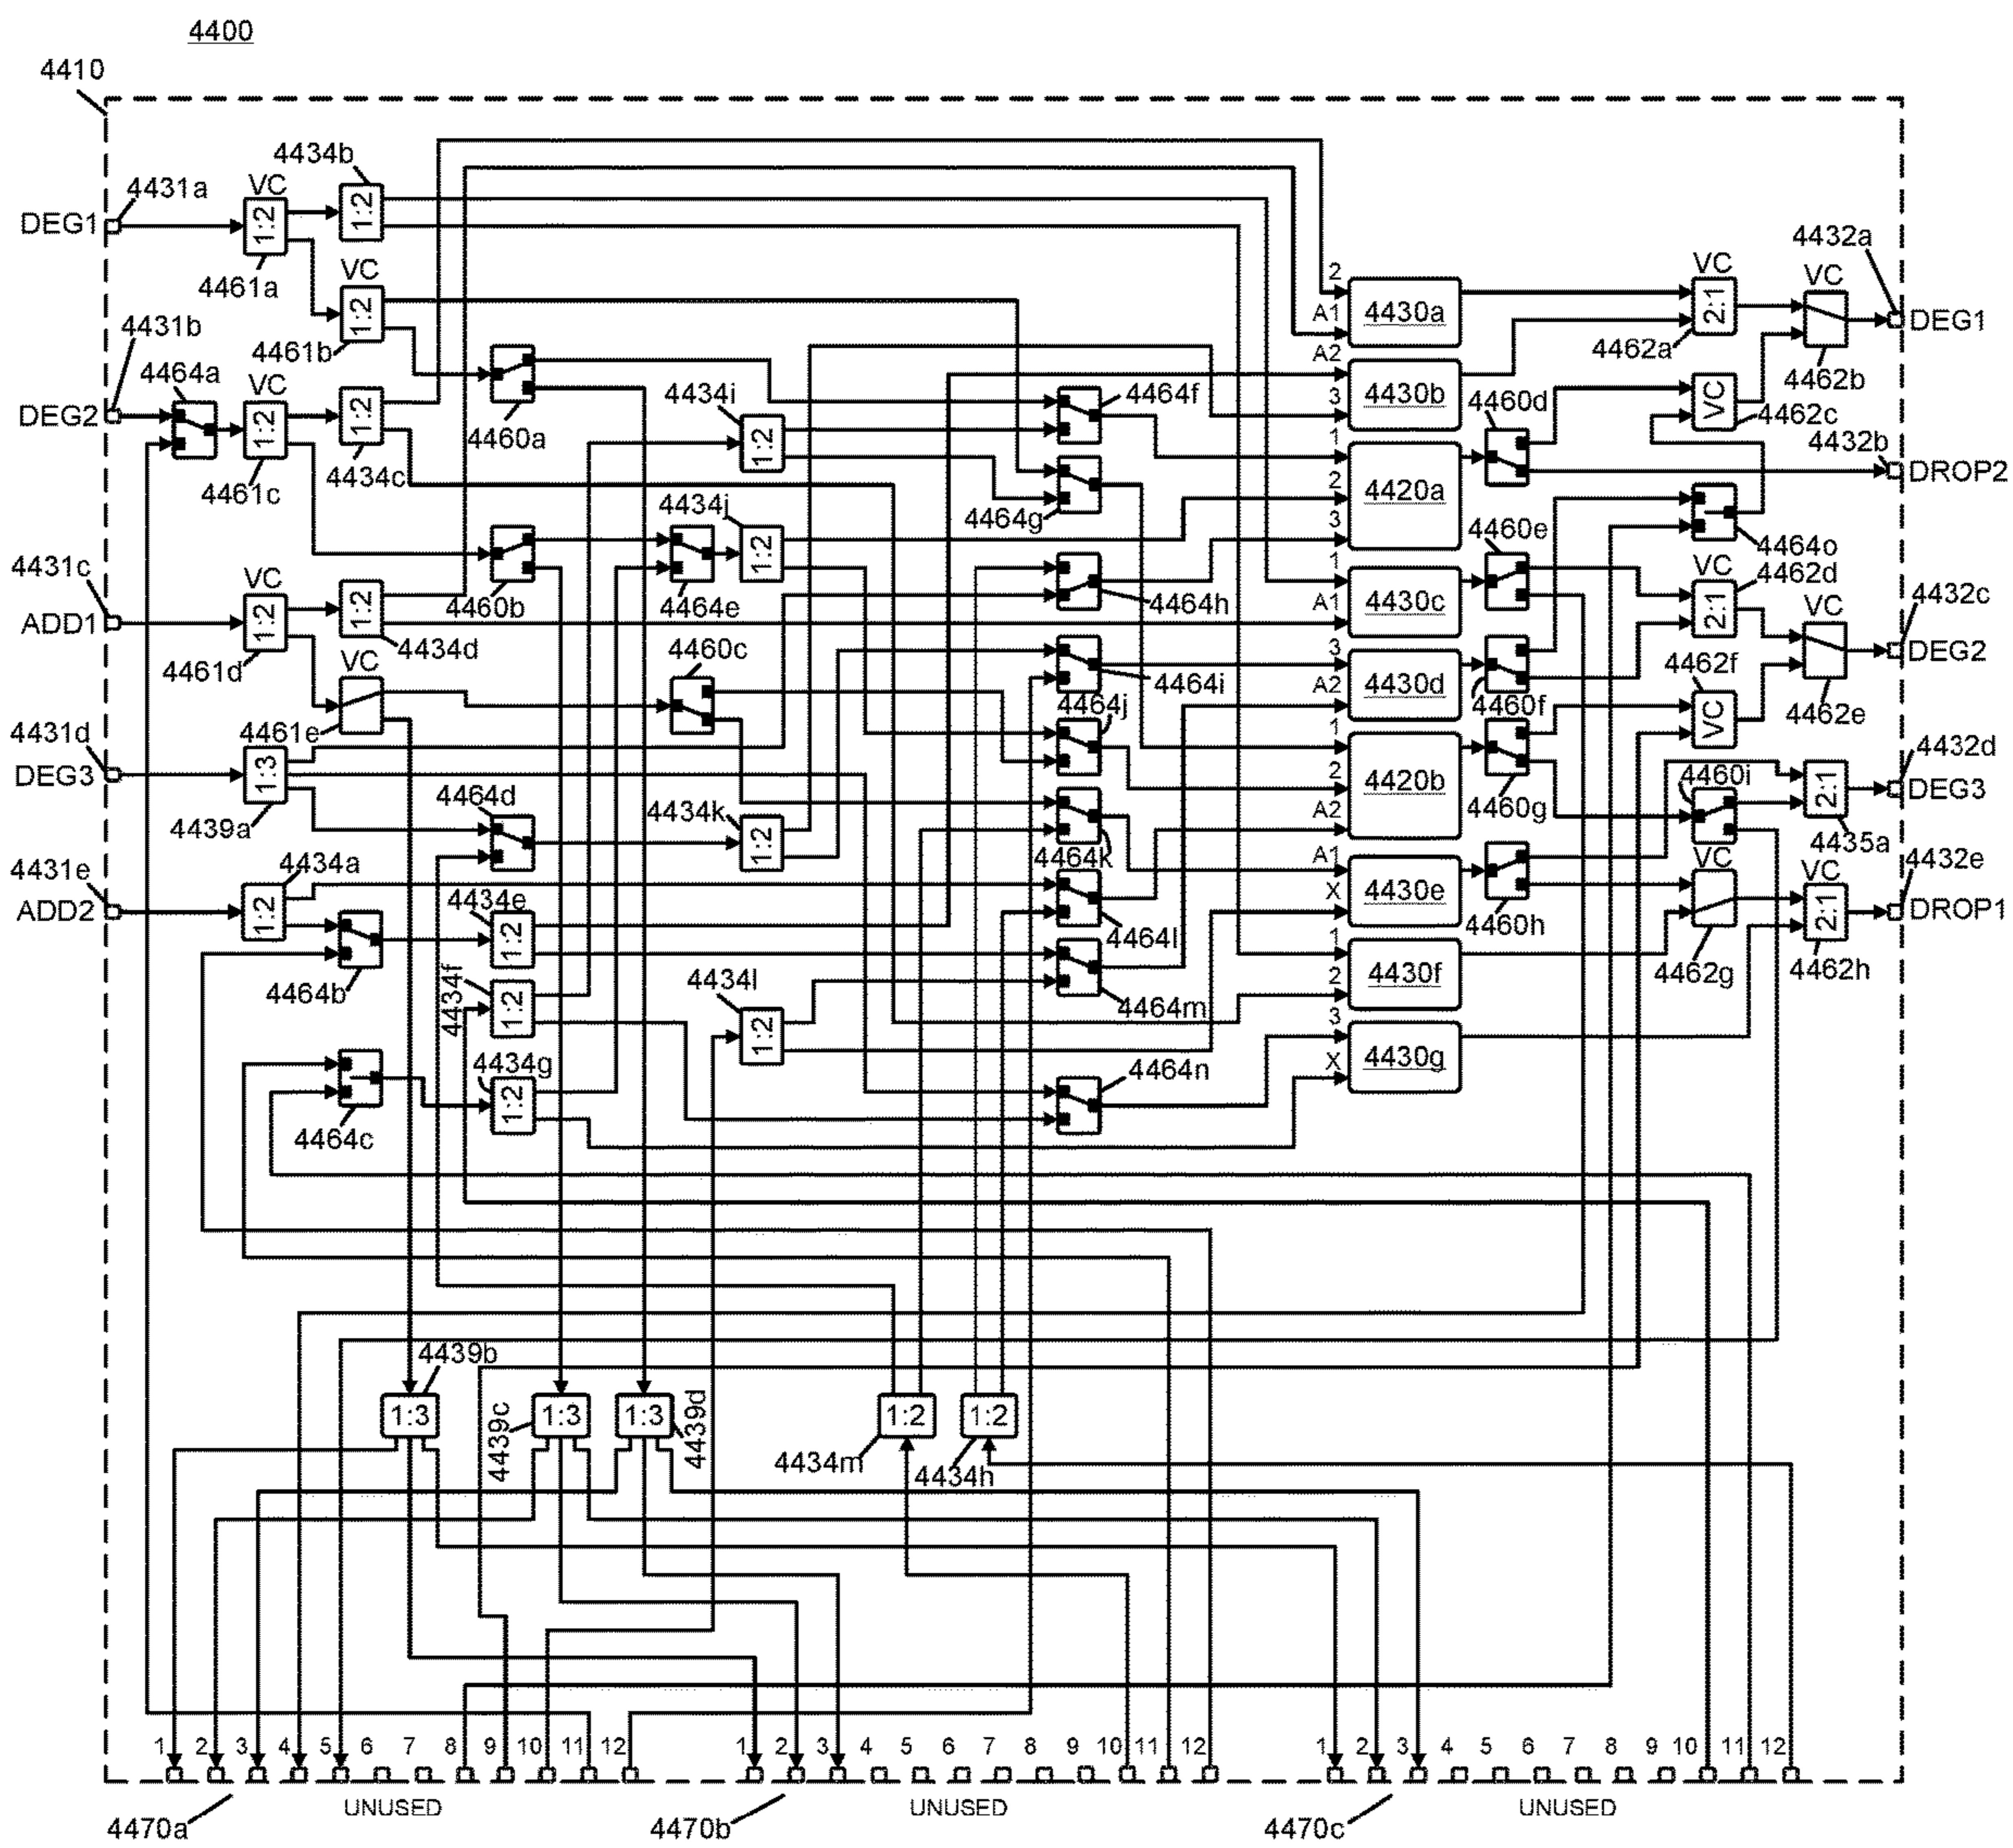 4400
4410
4434b
4431a
VC
1:2
1:2
DEG1
4461a
VC
1:2
4461b
4431b
4464a
VC
DEG2
1:2
1:2
4461c
4434c
4460a
4434i
1:2
4464f
4464g
4434j
1:2
4460b
4464e
4464h
4431c
VC
ADD1
1:2
1:2
4461d
4434d
VC
4461e
4460c
4464i
4464j
4431d
DEG3
1:3
4439a
4464d
4434k
1:2
4464k
4431e
4434a
ADD2
1:2
4434e
1:2
4464l
4464b
4434f
1:2
4434l
1:2
4464m
4464c
4434g
1:2
4464n
2
A1
4430a
A2
3
4430b
1
2
3
4420a
1
A1
4430c
3
A2
4430d
1
2
A2
4420b
A1
X
4430e
1
2
4430f
3
X
4430g
VC
2:1
4462a
VC
4462b
4432a
DEG1
4460d
VC
4462c
4432b
DROP2
4460e
4464o
VC
4462d
2:1
VC
4432c
DEG2
4462e
4460f
4462f
VC
4460g
4460i
4432d
2:1
DEG3
4435a
4460h
VC
4462g
2:1
4462h
4432e
DROP1
4439b
1:3
4439c
1:3
1:3
4439d
1:2
4434m
1:2
4434h
1 2 3 4 5 6 7 8 9 10 11 12
1 2 3 4 5 6 7 8 9 10 11 12
1 2 3 4 5 6 7 8 9 10 11 12
4470a
UNUSED
4470b
UNUSED
4470c
UNUSED